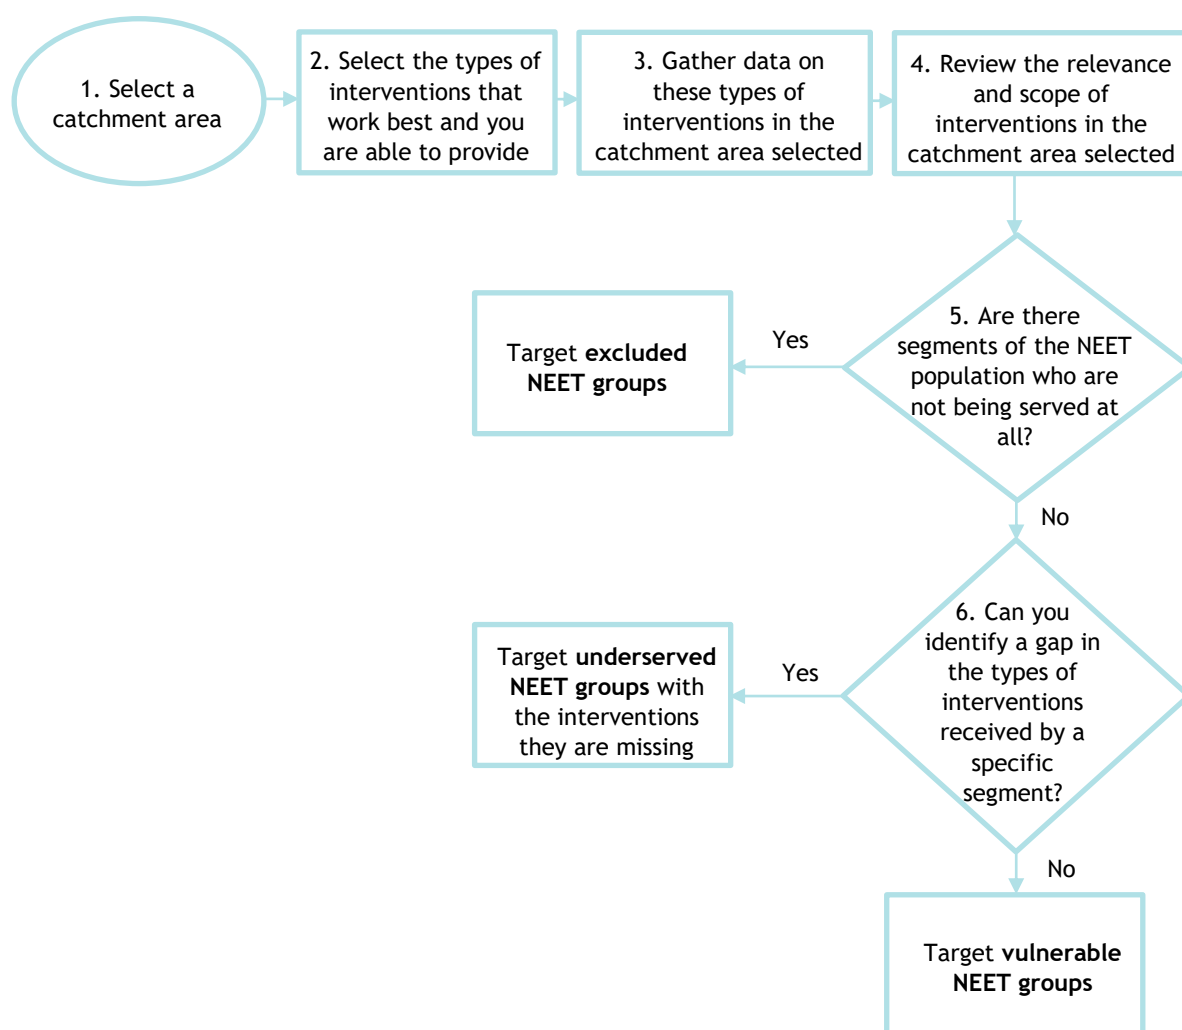 1. Select a
catchment area
2. Select the types of
interventions that
work best and you
are able to provide
3. Gather data on
these types of
interventions in the
catchment area selected
4. Review the relevance
and scope of
interventions in the
catchment area selected
5. Are there
segments of the NEET
population who are
not being served at
all?
Yes
Target excluded
NEET groups
No
6. Can you
identify a gap in
the types of
interventions
received by a
specific
segment?
Yes
Target underserved
NEET groups with
the interventions
they are missing
No
Target vulnerable
NEET groups